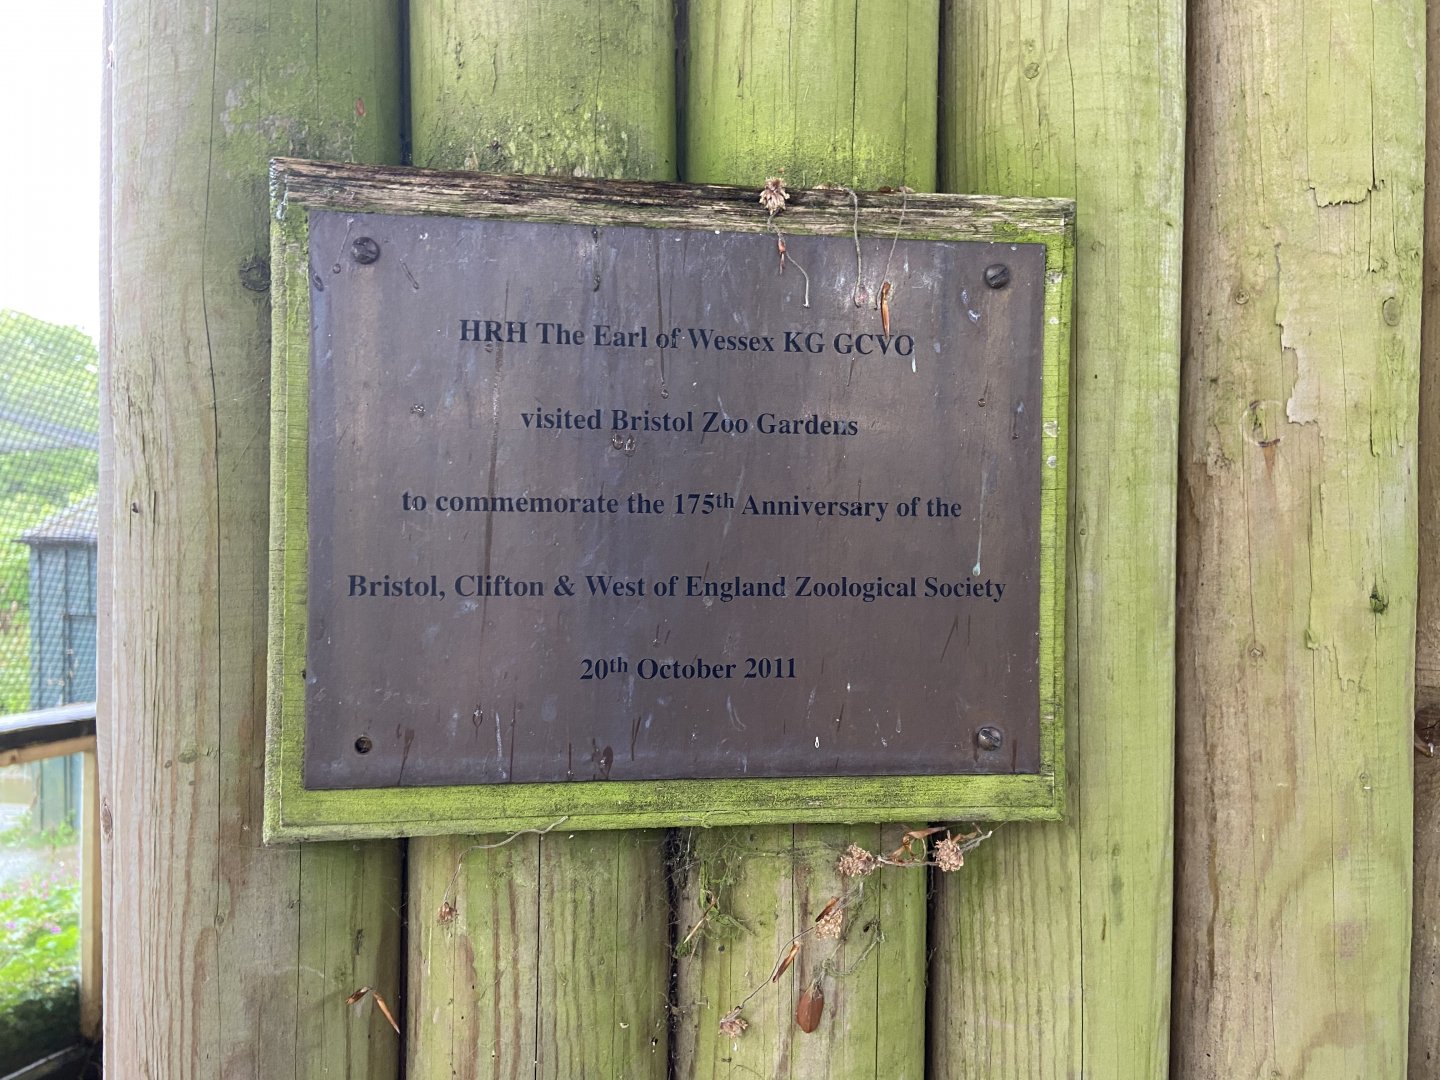 HRH The Earl of Wessex KG GCVO
visited Bristol Zoo Gardens
to commemorate the 175th Anniversary of the
Bristol, Clifton & West of England Zoological Society
20th October 2011